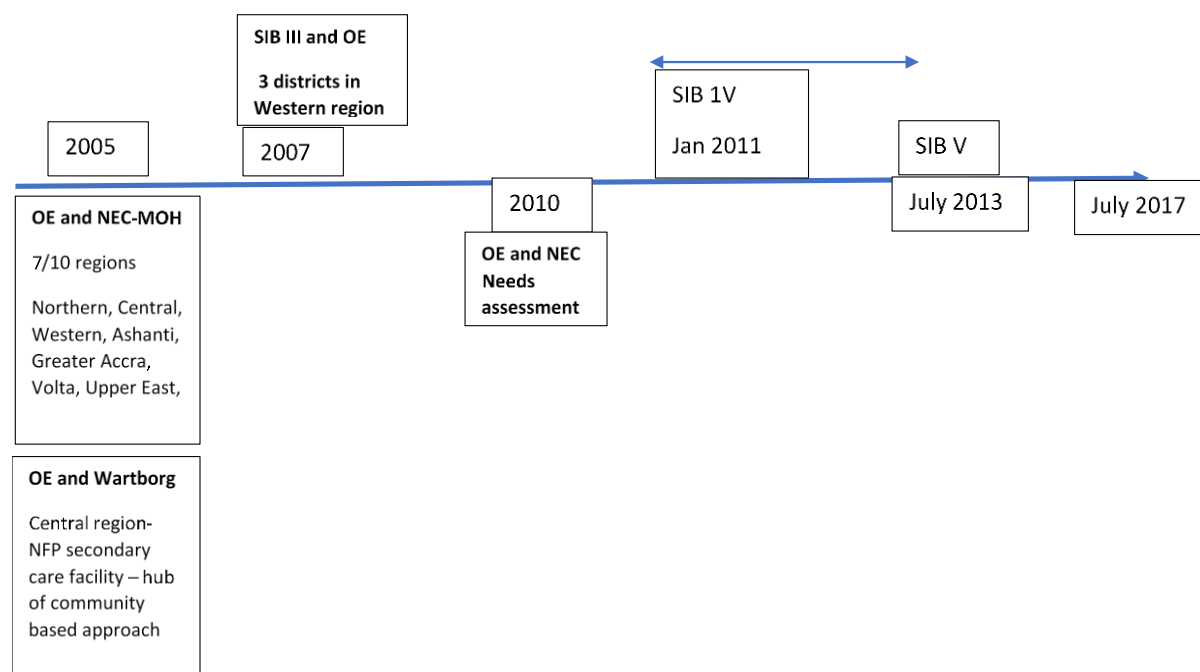 SIB III and OE
3 districts in
Western region
2005
2007
SIB 1V
Jan 2011
SIB V
July 2013
July 2017
2010
OE and NEC
Needs
assessment
OE and NEC-MOH
7/10 regions
Northern, Central,
Western, Ashanti,
Greater Accra,
Volta, Upper East,
OE and Wartborg
Central region-
NFP secondary
care facility – hub
of community
based approach